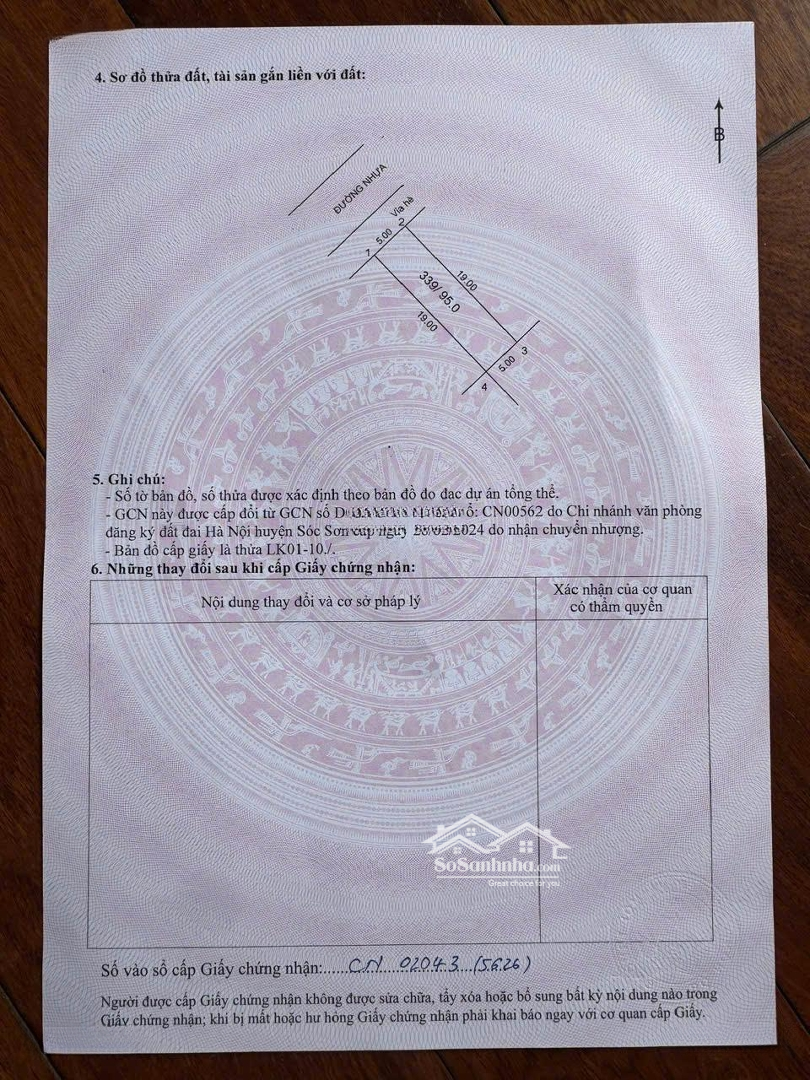 4. Sơ đồ thửa đất, tài sản gắn liền với đất:
B
ĐƯỜNG NHỰA
Vỉa hè
2
5.00
1
19.00
339/ 95.0
19.00
3
5.00
4
5. Ghi chú:
- Số tờ bản đồ, số thửa được xác định theo bản đồ đo đạc dự án tổng thể.
- GCN này được cấp đổi từ GCN số CN00562 do Chi nhánh văn phòng
đăng ký đất đai Hà Nội huyện Sóc Sơn do nhận chuyển nhượng.
- Bản đồ cấp giấy là thửa LK01-10./.
6. Những thay đổi sau khi cấp Giấy chứng nhận:
Nội dung thay đổi và cơ sở pháp lý
Xác nhận của cơ quan
có thẩm quyền
SoSanhnha.com
Great choice for you
Số vào sổ cấp Giấy chứng nhận:......CN 02043 (5626)
Người được cấp Giấy chứng nhận không được sửa chữa, tẩy xóa hoặc bổ sung bất kỳ nội dung nào trong
Giấy chứng nhận; khi bị mất hoặc hư hỏng Giấy chứng nhận phải khai báo ngay với cơ quan cấp Giấy.